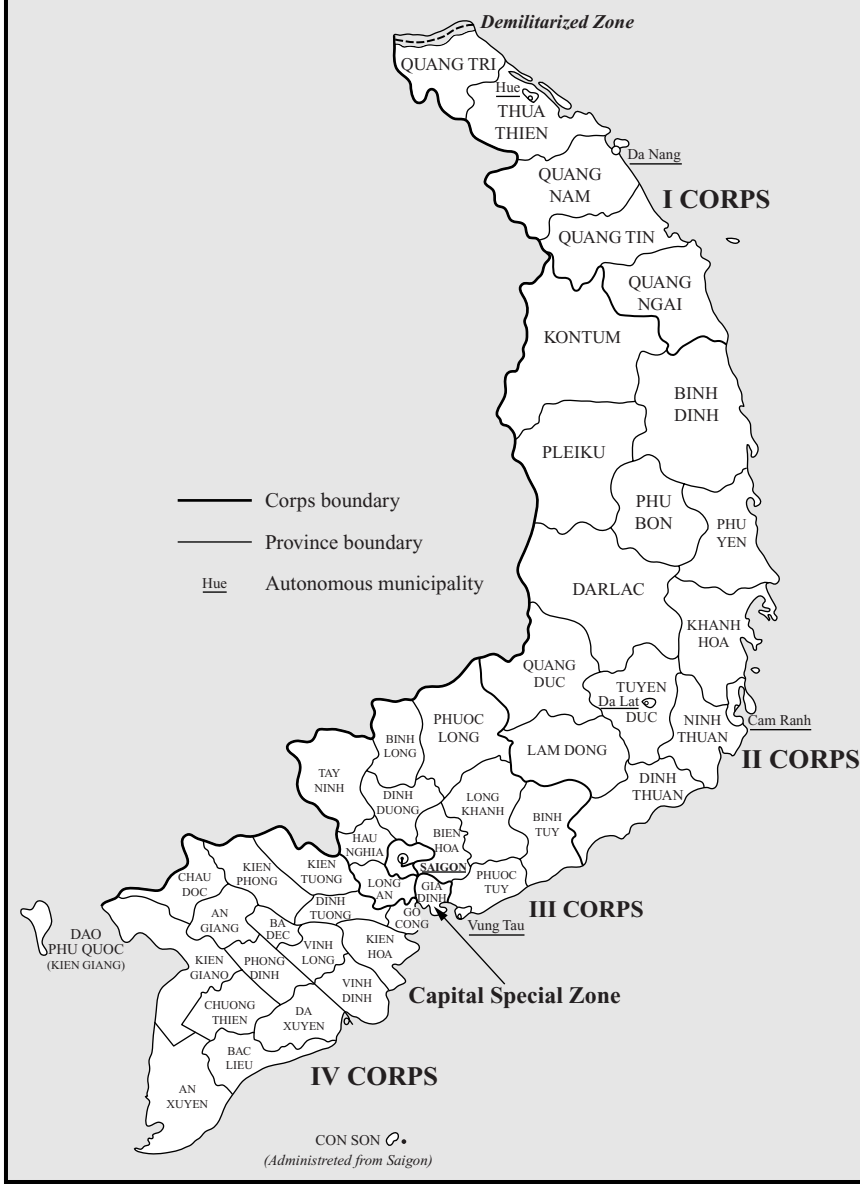 Demilitarized Zone
QUANG TRI
Hue
THUA
THIEN
Da Nang
QUANG
NAM
I CORPS
QUANG TIN
QUANG
NGAI
KONTUM
BINH
DINH
PLEIKU
PHU
BON
PHU
YEN
Corps boundary
Province boundary
Hue Autonomous municipality
DARLAC
KHANH
HOA
QUANG
DUC
TUYEN
Da Lat
DUC
Cam Ranh
NINH
THUAN
II CORPS
PHUOC
LONG
BINH
LONG
LAM DONG
DINH
THUAN
TAY
NINH
DINH
DUONG
LONG
KHANH
BINH
TUY
BIEN
HOA
HAU
NGHIA
SAIGON
KIEN
TUONG
KIEN
PHONG
CHAU
DOC
LONG
AN
GIA
DINH
PHUOC
TUY
III CORPS
Vung Tau
DINH
TUONG
GO
CONG
AN
GIANG
BA
DEC
DAO
PHU QUOC
(KIEN GIANG)
VINH
LONG
KIEN
HOA
KIEN
GIANO
PHONG
DINH
VINH
DINH
Capital Special Zone
CHUONG
THIEN
DA
XUYEN
BAC
LIEU
IV CORPS
AN
XUYEN
CON SON
(Administreted from Saigon)